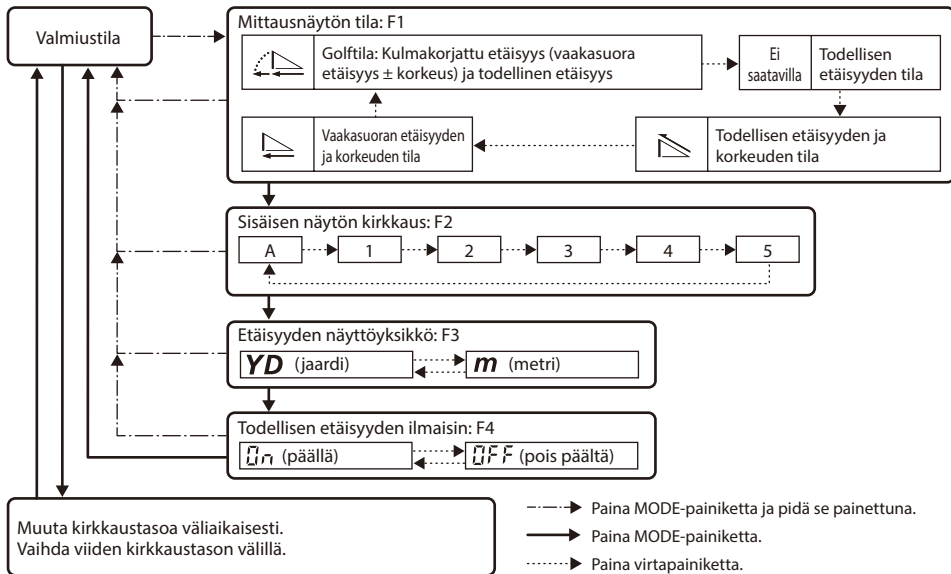 Valmiustila
Mittausnäytön tila: F1
Golftila: Kulmakorjattu etäisyys (vaakasuora
etäisyys ± korkeus) ja todellinen etäisyys
Ei
saatavilla
Todellisen
etäisyyden tila
Vaakasuoran etäisyyden
ja korkeuden tila
Todellisen etäisyyden ja
korkeuden tila
Sisäisen näytön kirkkaus: F2
A 1 2 3 4 5
Etäisyyden näyttöyksikkö: F3
YD (jaardi) m (metri)
Todellisen etäisyyden ilmaisin: F4
On (päällä) OFF (pois päältä)
Muuta kirkkaustasoa väliaikaisesti.
Vaihda viiden kirkkaustason välillä.
Paina MODE-painiketta ja pidä se painettuna.
Paina MODE-painiketta.
Paina virtapainiketta.